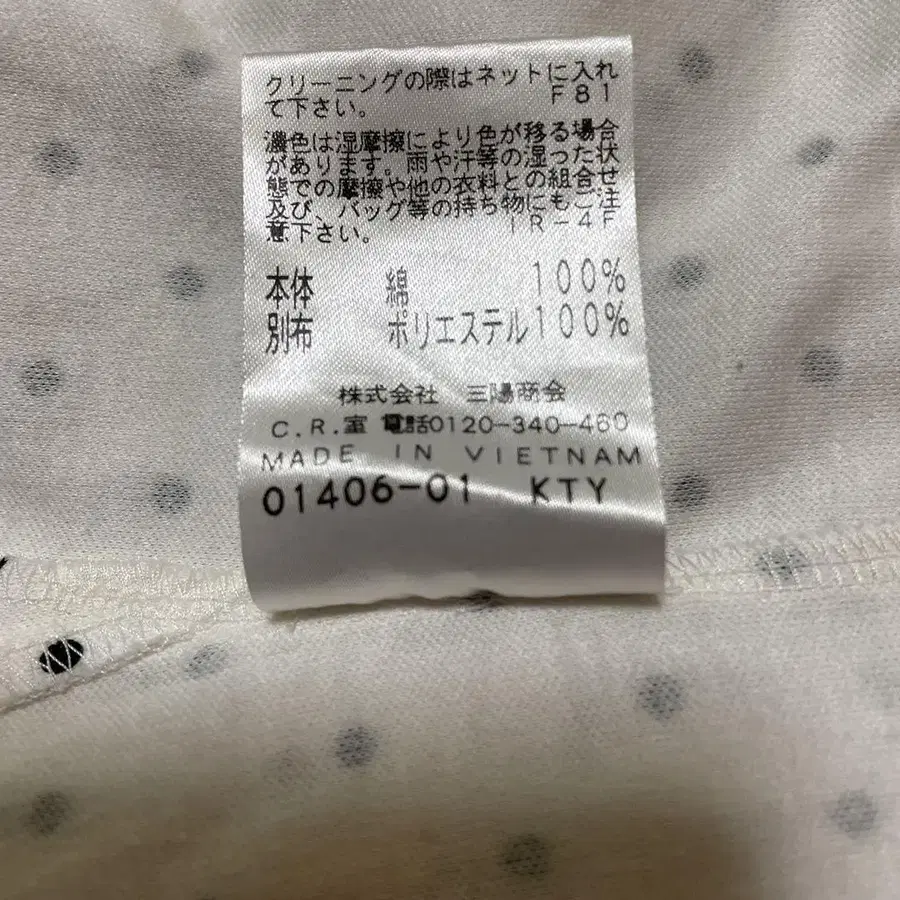 クリーニングの際はネットに入れ
て下さい。 F81
濃色は湿摩擦により色が移る場合
があります。雨や汗等の湿った状
態での摩擦や他の衣料との組合せ
及び、バッグ等の持ち物にもご注
意下さい。 IR-4F
本体 綿 100%
別布 ポリエステル100%
株式会社 三陽商会
C.R.室 電話0120-340-460
MADE IN VIETNAM
01406-01 KTY